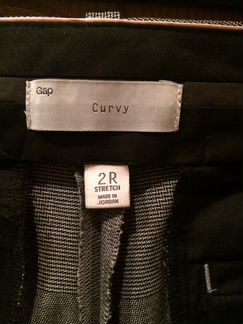 Gap
Curvy
2R
STRETCH
MADE IN
JORDAN